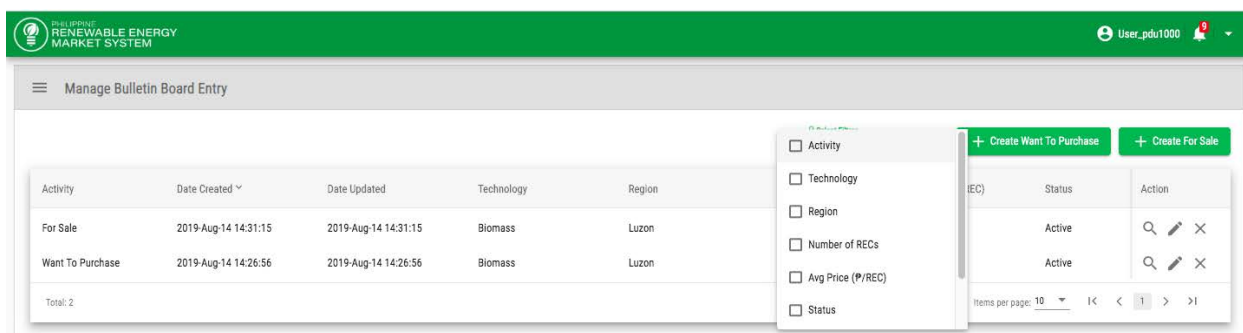 PHILIPPINE
RENEWABLE ENERGY
MARKET SYSTEM
User_pdu1000 9
Manage Bulletin Board Entry
Select Filters
Activity
Technology
Region
Number of RECs
Avg Price (₱/REC)
Status
+ Create Want To Purchase + Create For Sale
Activity Date Created Date Updated Technology Region REC) Status Action
For Sale 2019-Aug-14 14:31:15 2019-Aug-14 14:31:15 Biomass Luzon Active
Want To Purchase 2019-Aug-14 14:26:56 2019-Aug-14 14:26:56 Biomass Luzon Active
Total: 2 Items per page: 10 1